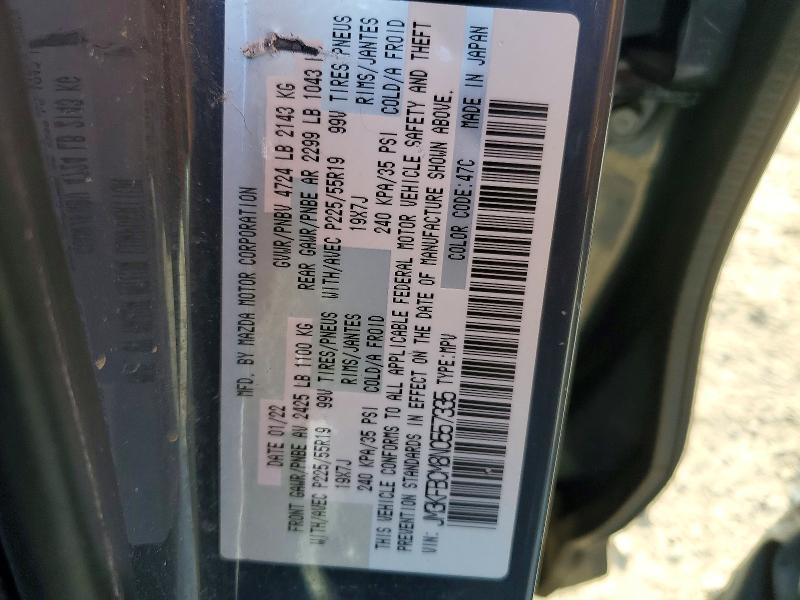 MFD. BY MAZDA MOTOR CORPORATION
DATE 01/22 GVWR/PNBV 4724 LB 2143 KG
FRONT GAWR/PNBE AV 2425 LB 1100 KG REAR GAWR/PNBE AR 2299 LB 1043
WITH/AVEC P225/55R19 99V TIRES/PNEUS WITH/AVEC P225/55R19 99V TIRES PNEUS
19X7J RIMS/JANTES 19X7J RIMS/JANTES
240 KPA/35 PSI COLD/A FROID 240 KPA/35 PSI COLD/A FROID
THIS VEHICLE CONFORMS TO ALL APPLICABLE FEDERAL MOTOR VEHICLE SAFETY AND THEFT
PREVENTION STANDARDS IN EFFECT ON THE DATE OF MANUFACTURE SHOWN ABOVE.
VIN: JM3KFBCM8N0557335 TYPE:MPV COLOR CODE:47C MADE IN JAPAN